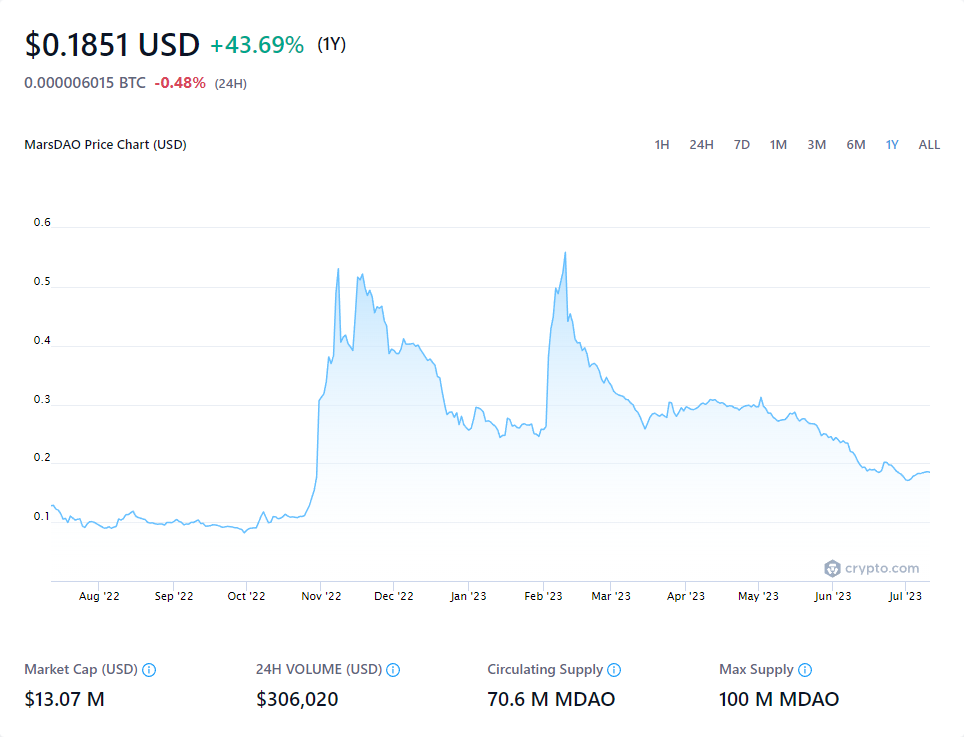 $0.1851 USD +43.69% (1Y)
0.000006015 BTC -0.48% (24H)
MarsDAO Price Chart (USD) 1H 24H 7D 1M 3M 6M 1Y ALL
0.6
0.5
0.4
0.3
0.2
0.1
crypto.com
Aug '22 Sep '22 Oct '22 Nov '22 Dec '22 Jan '23 Feb '23 Mar '23 Apr '23 May '23 Jun '23 Jul '23
Market Cap (USD) 24H VOLUME (USD) Circulating Supply Max Supply
$13.07 M $306,020 70.6 M MDAO 100 M MDAO